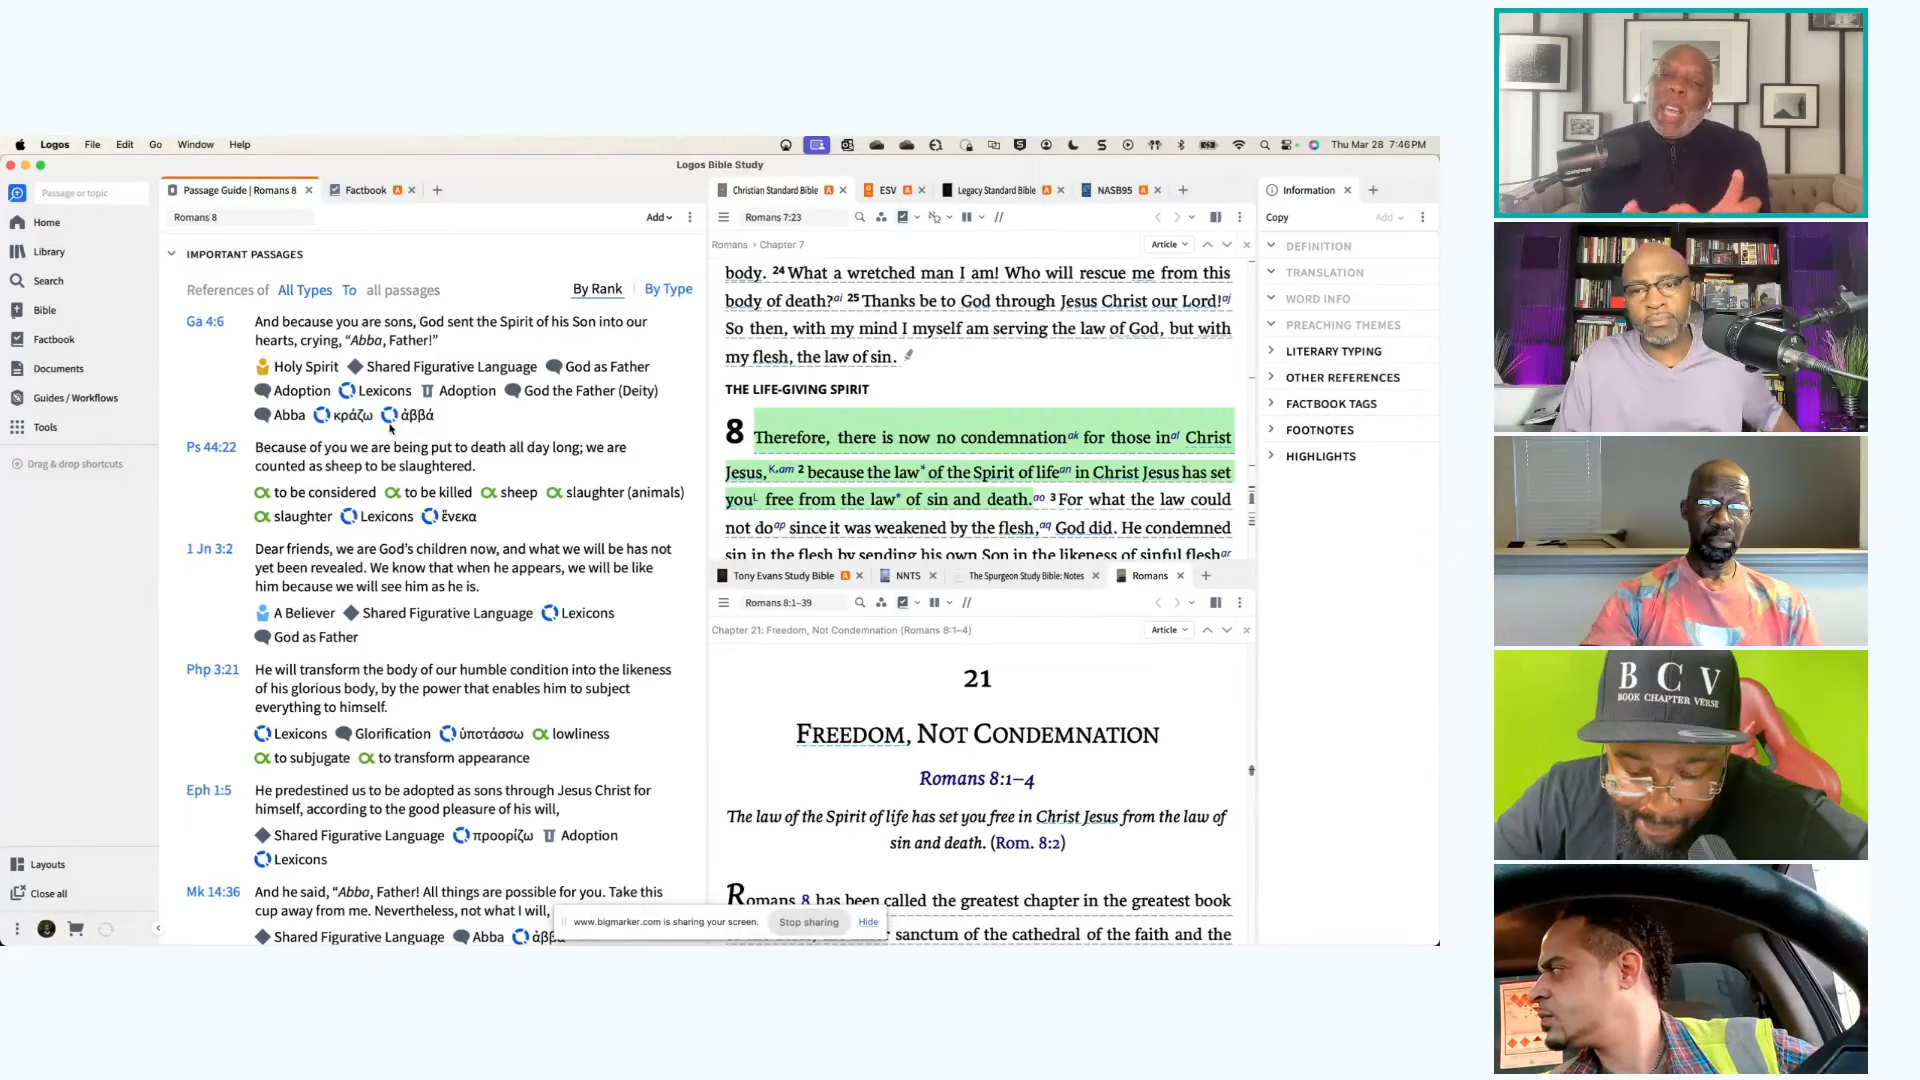 Logos File Edit Go Window Help
Thu Mar 28 7:46 PM
Logos Bible Study
Passage or topic
Home
Library
Search
Bible
Factbook
Documents
Guides / Workflows
Tools
Drag & drop shortcuts
Layouts
Close all
Passage Guide | Romans 8
Factbook A
Romans 8
Add
IMPORTANT PASSAGES
References of All Types To all passages By Rank By Type
Ga 4:6 And because you are sons, God sent the Spirit of his Son into our
hearts, crying, “Abba, Father!”
Holy Spirit Shared Figurative Language God as Father
Adoption Lexicons Adoption God the Father (Deity)
Abba κράζω ἀββά
Ps 44:22 Because of you we are being put to death all day long; we are
counted as sheep to be slaughtered.
to be considered to be killed sheep slaughter (animals)
slaughter Lexicons ἕνεκα
1 Jn 3:2 Dear friends, we are God’s children now, and what we will be has not
yet been revealed. We know that when he appears, we will be like
him because we will see him as he is.
A Believer Shared Figurative Language Lexicons
God as Father
Php 3:21 He will transform the body of our humble condition into the likeness
of his glorious body, by the power that enables him to subject
everything to himself.
Lexicons Glorification ὑποτάσσω lowliness
to subjugate to transform appearance
Eph 1:5 He predestined us to be adopted as sons through Jesus Christ for
himself, according to the good pleasure of his will,
Shared Figurative Language προορίζω Adoption
Lexicons
Mk 14:36 And he said, “Abba, Father! All things are possible for you. Take this
cup away from me. Nevertheless, not what I will,
Shared Figurative Language Abba
www.bigmarker.com is sharing your screen. Stop sharing Hide
Christian Standard Bible A ESV A Legacy Standard Bible A NASB95 A
Romans 7:23
Romans › Chapter 7 Article
body. 24 What a wretched man I am! Who will rescue me from this
body of death?ai 25 Thanks be to God through Jesus Christ our Lord!aj
So then, with my mind I myself am serving the law of God, but with
my flesh, the law of sin.
THE LIFE-GIVING SPIRIT
8 Therefore, there is now no condemnationak for those inal Christ
Jesus,K,am 2 because the law* of the Spirit of lifean in Christ Jesus has set
youL free from the law* of sin and death.ao 3 For what the law could
not doap since it was weakened by the flesh,aq God did. He condemned
sin in the flesh by sending his own Son in the likeness of sinful fleshar
Tony Evans Study Bible A NNTS The Spurgeon Study Bible: Notes Romans
Romans 8:1–39
Chapter 21: Freedom, Not Condemnation (Romans 8:1–4) Article
21
FREEDOM, NOT CONDEMNATION
Romans 8:1–4
The law of the Spirit of life has set you free in Christ Jesus from the law of
sin and death. (Rom. 8:2)
Romans 8 has been called the greatest chapter in the greatest book
sanctum of the cathedral of the faith and the
Information
Copy Add
DEFINITION
TRANSLATION
WORD INFO
PREACHING THEMES
LITERARY TYPING
OTHER REFERENCES
FACTBOOK TAGS
FOOTNOTES
HIGHLIGHTS
B C V
BOOK CHAPTER VERSE